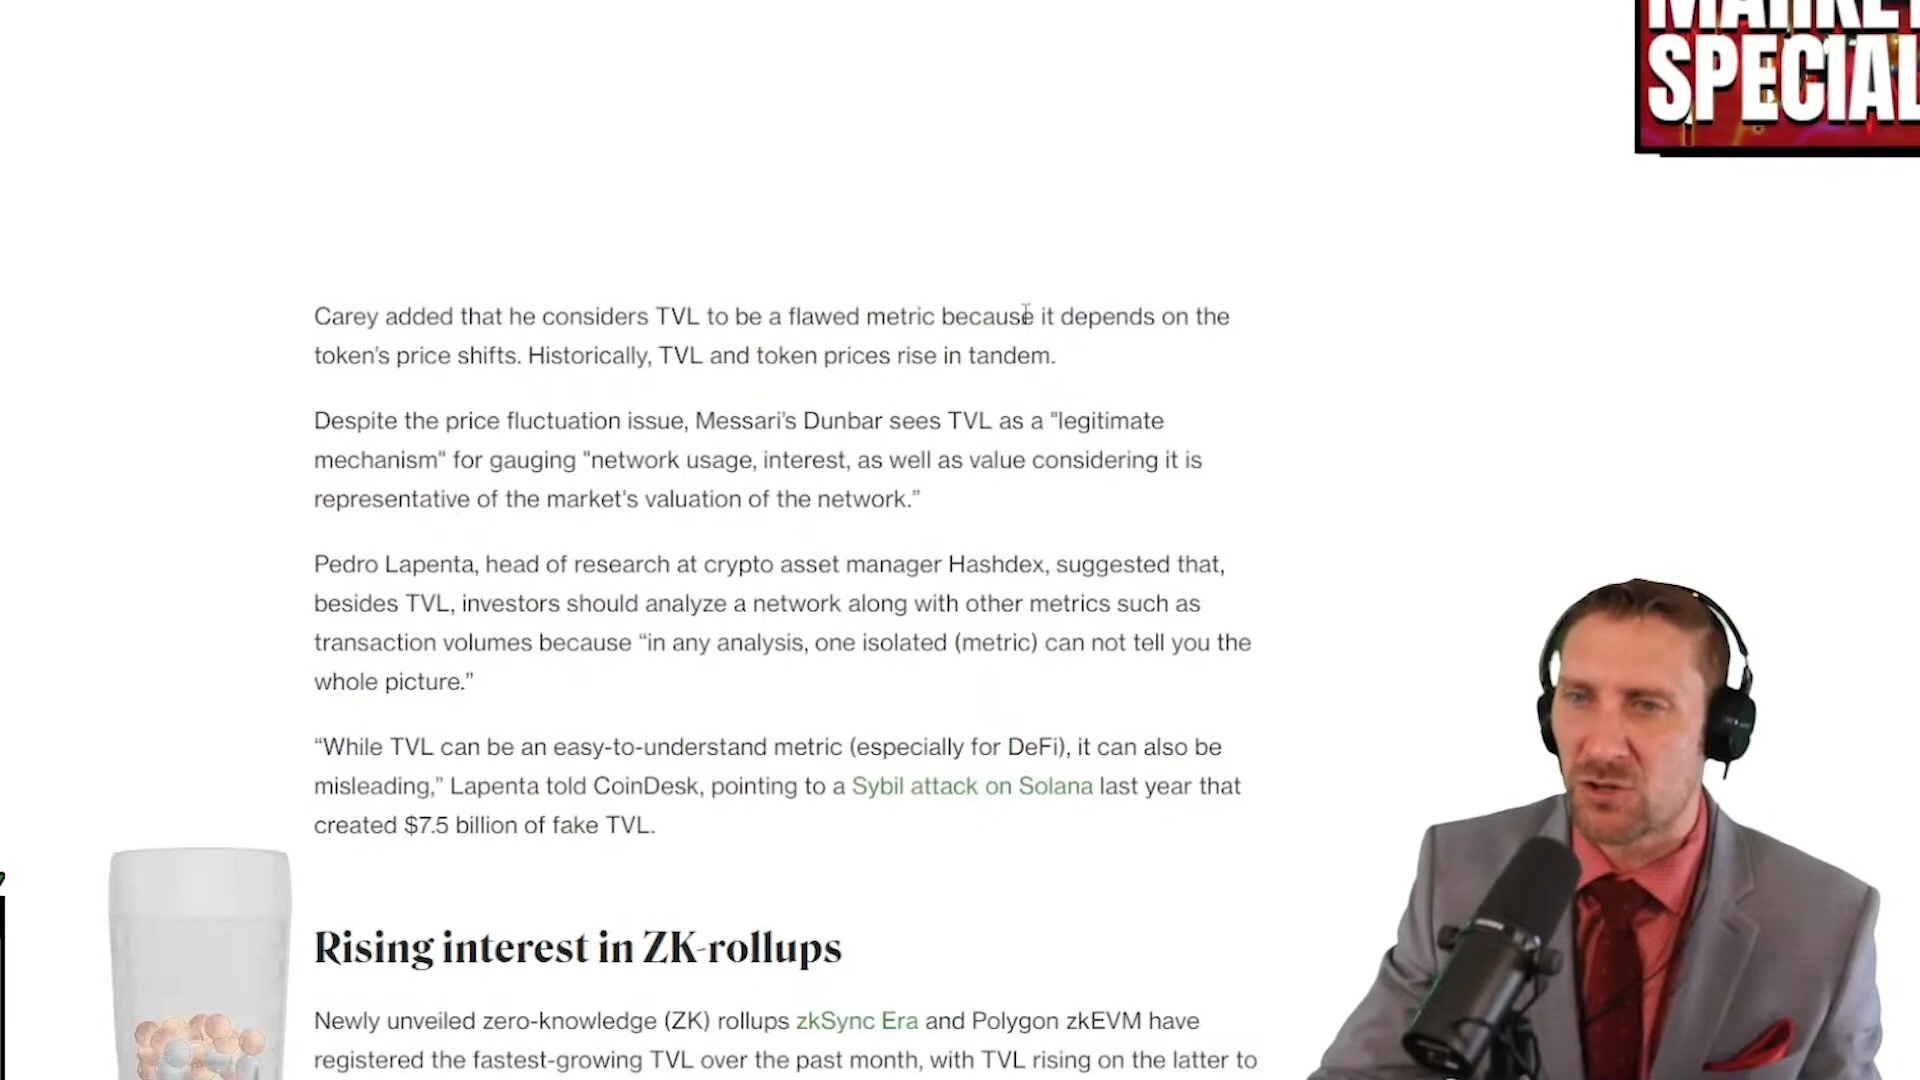 MARKET
SPECIAL
Carey added that he considers TVL to be a flawed metric because it depends on the
token's price shifts. Historically, TVL and token prices rise in tandem.
Despite the price fluctuation issue, Messari’s Dunbar sees TVL as a "legitimate
mechanism" for gauging "network usage, interest, as well as value considering it is
representative of the market's valuation of the network.”
Pedro Lapenta, head of research at crypto asset manager Hashdex, suggested that,
besides TVL, investors should analyze a network along with other metrics such as
transaction volumes because “in any analysis, one isolated (metric) can not tell you the
whole picture.”
“While TVL can be an easy-to-understand metric (especially for DeFi), it can also be
misleading,” Lapenta told CoinDesk, pointing to a Sybil attack on Solana last year that
created $7.5 billion of fake TVL.
Rising interest in ZK-rollups
Newly unveiled zero-knowledge (ZK) rollups zkSync Era and Polygon zkEVM have
registered the fastest-growing TVL over the past month, with TVL rising on the latter to